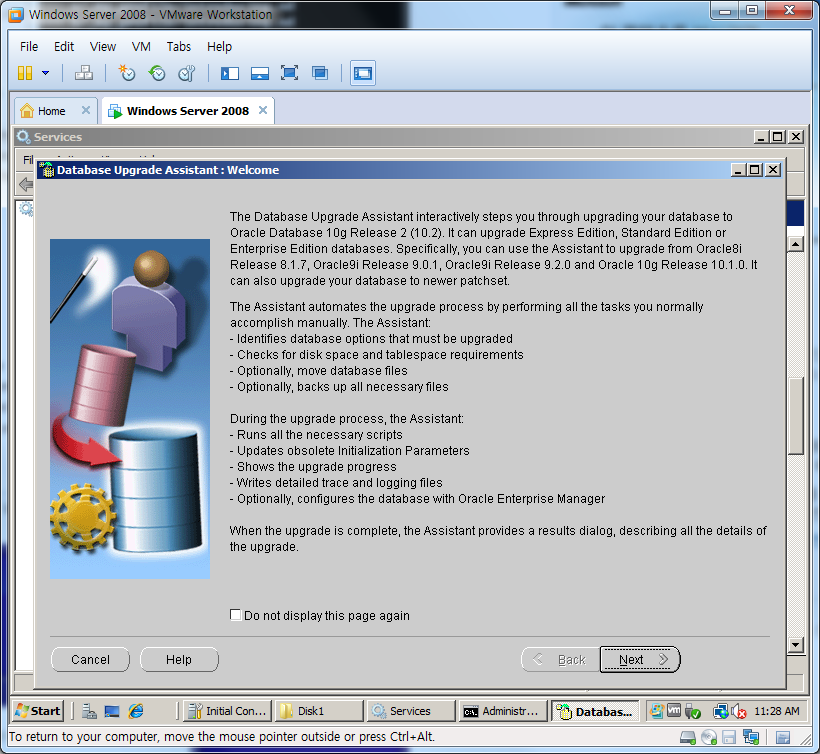 Windows Server 2008 - VMware Workstation
File Edit View VM Tabs Help
Home
Windows Server 2008
Services
Database Upgrade Assistant : Welcome
The Database Upgrade Assistant interactively steps you through upgrading your database to
Oracle Database 10g Release 2 (10.2). It can upgrade Express Edition, Standard Edition or
Enterprise Edition databases. Specifically, you can use the Assistant to upgrade from Oracle8i
Release 8.1.7, Oracle9i Release 9.0.1, Oracle9i Release 9.2.0 and Oracle 10g Release 10.1.0. It
can also upgrade your database to newer patchset.
The Assistant automates the upgrade process by performing all the tasks you normally
accomplish manually. The Assistant:
- Identifies database options that must be upgraded
- Checks for disk space and tablespace requirements
- Optionally, move database files
- Optionally, backs up all necessary files
During the upgrade process, the Assistant:
- Runs all the necessary scripts
- Updates obsolete Initialization Parameters
- Shows the upgrade progress
- Writes detailed trace and logging files
- Optionally, configures the database with Oracle Enterprise Manager
When the upgrade is complete, the Assistant provides a results dialog, describing all the details of
the upgrade.
Do not display this page again
Cancel Help Back Next
Start Initial Con... Disk1 Services Administr... Databas... 11:28 AM
To return to your computer, move the mouse pointer outside or press Ctrl+Alt.